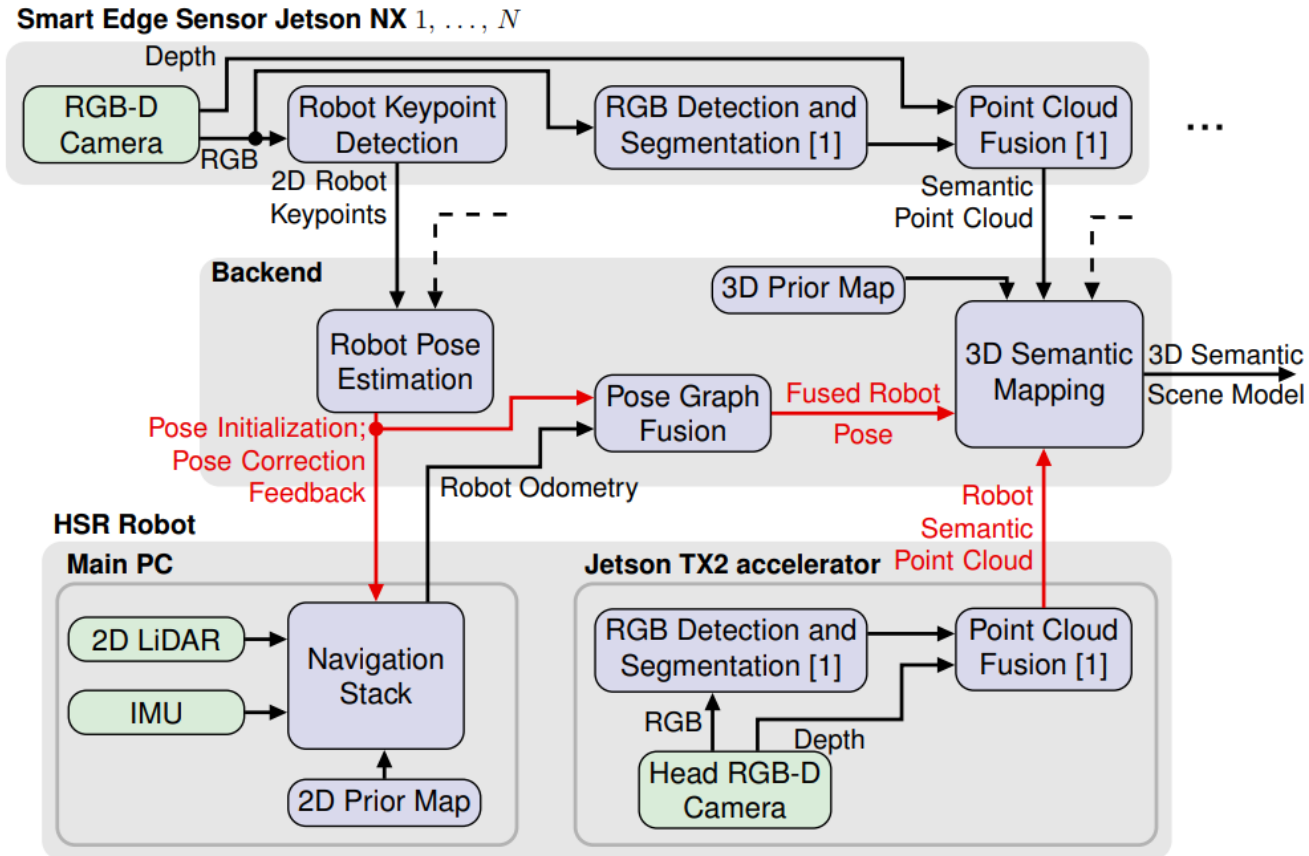 Smart Edge Sensor Jetson NX 1, …, N
Depth
RGB-D
Camera
RGB
Robot Keypoint
Detection
RGB Detection and
Segmentation [1]
Point Cloud
Fusion [1]
...
2D Robot
Keypoints
Semantic
Point Cloud
Backend
3D Prior Map
Robot Pose
Estimation
3D Semantic
Mapping
3D Semantic
Scene Model
Pose Graph
Fusion
Fused Robot
Pose
Pose Initialization;
Pose Correction
Feedback
Robot Odometry
Robot
Semantic
Point Cloud
HSR Robot
Main PC
2D LiDAR
IMU
Navigation
Stack
2D Prior Map
Jetson TX2 accelerator
RGB Detection and
Segmentation [1]
Point Cloud
Fusion [1]
RGB
Depth
Head RGB-D
Camera